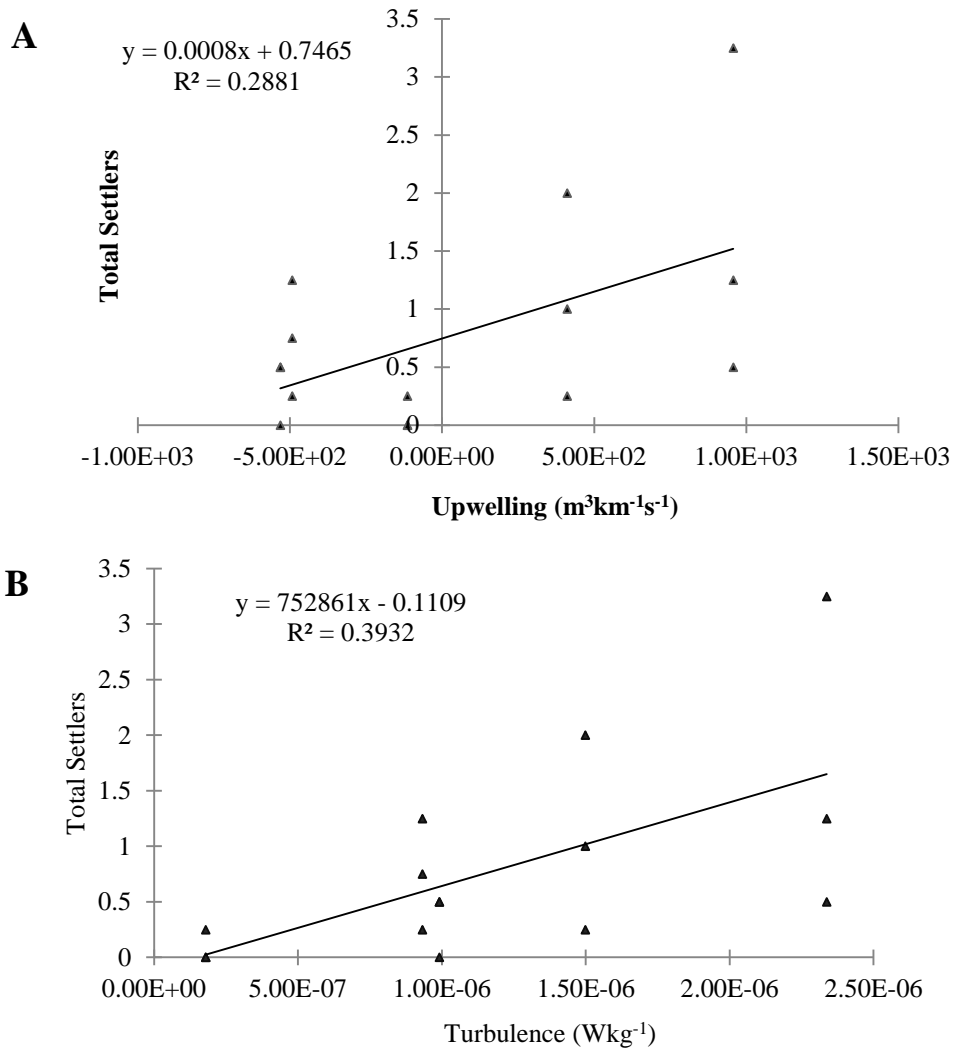 A
y = 0.0008x + 0.7465
R² = 0.2881
3.5
3
2.5
2
1.5
1
0.5
0
Total Settlers
-1.00E+03 -5.00E+02 0.00E+00 5.00E+02 1.00E+03 1.50E+03
Upwelling (m³km⁻¹s⁻¹)
B
y = 752861x - 0.1109
R² = 0.3932
3.5
3
2.5
2
1.5
1
0.5
0
Total Settlers
0.00E+00 5.00E-07 1.00E-06 1.50E-06 2.00E-06 2.50E-06
Turbulence (Wkg⁻¹)